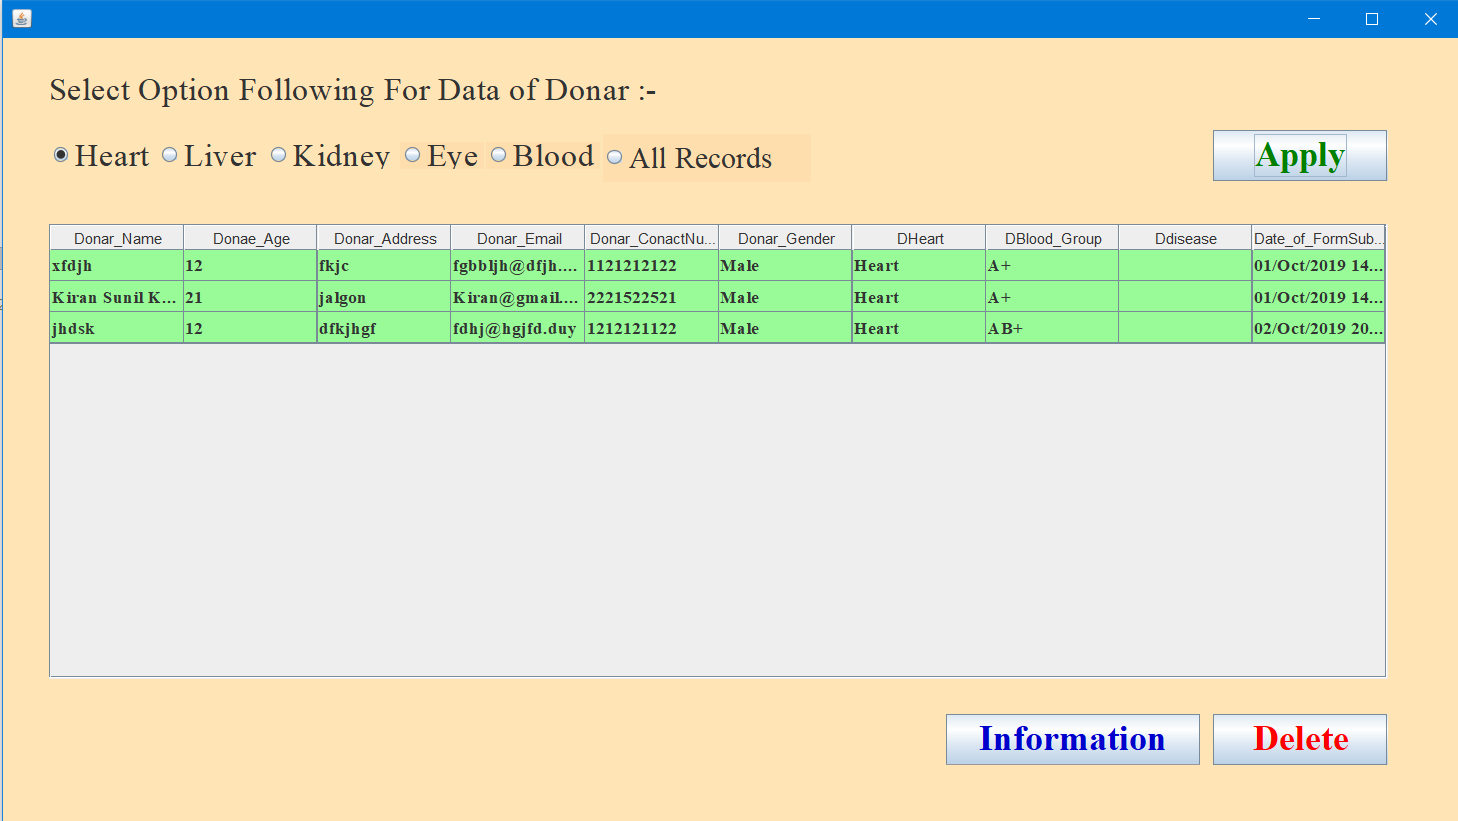 Select Option Following For Data of Donar :-
Heart Liver Kidney Eye Blood All Records
Apply
Donar_Name Donae_Age Donar_Address Donar_Email Donar_ConactNu... Donar_Gender DHeart DBlood_Group Ddisease Date_of_FormSub...
xfdjh 12 fkjc fgbbljh@dfjh.... 1121212122 Male Heart A+ 01/Oct/2019 14...
Kiran Sunil K... 21 jalgon Kiran@gmail.... 2221522521 Male Heart A+ 01/Oct/2019 14...
jhdsk 12 dfkjhgf fdhj@hgjfd.duy 1212121122 Male Heart AB+ 02/Oct/2019 20...
Information Delete